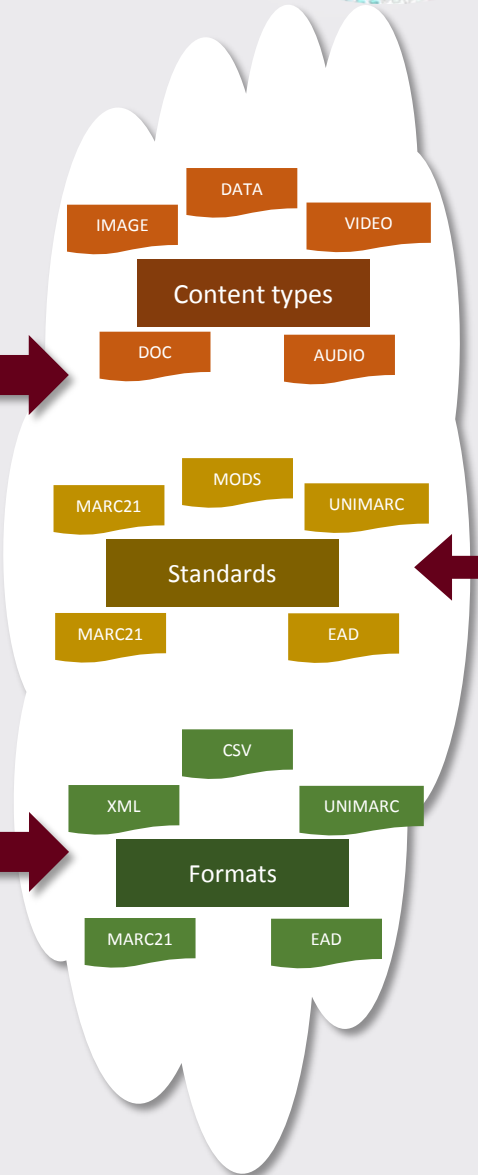 DATA
IMAGE
VIDEO
Content types
DOC
AUDIO
MODS
MARC21
UNIMARC
Standards
MARC21
EAD
CSV
XML
UNIMARC
Formats
MARC21
EAD